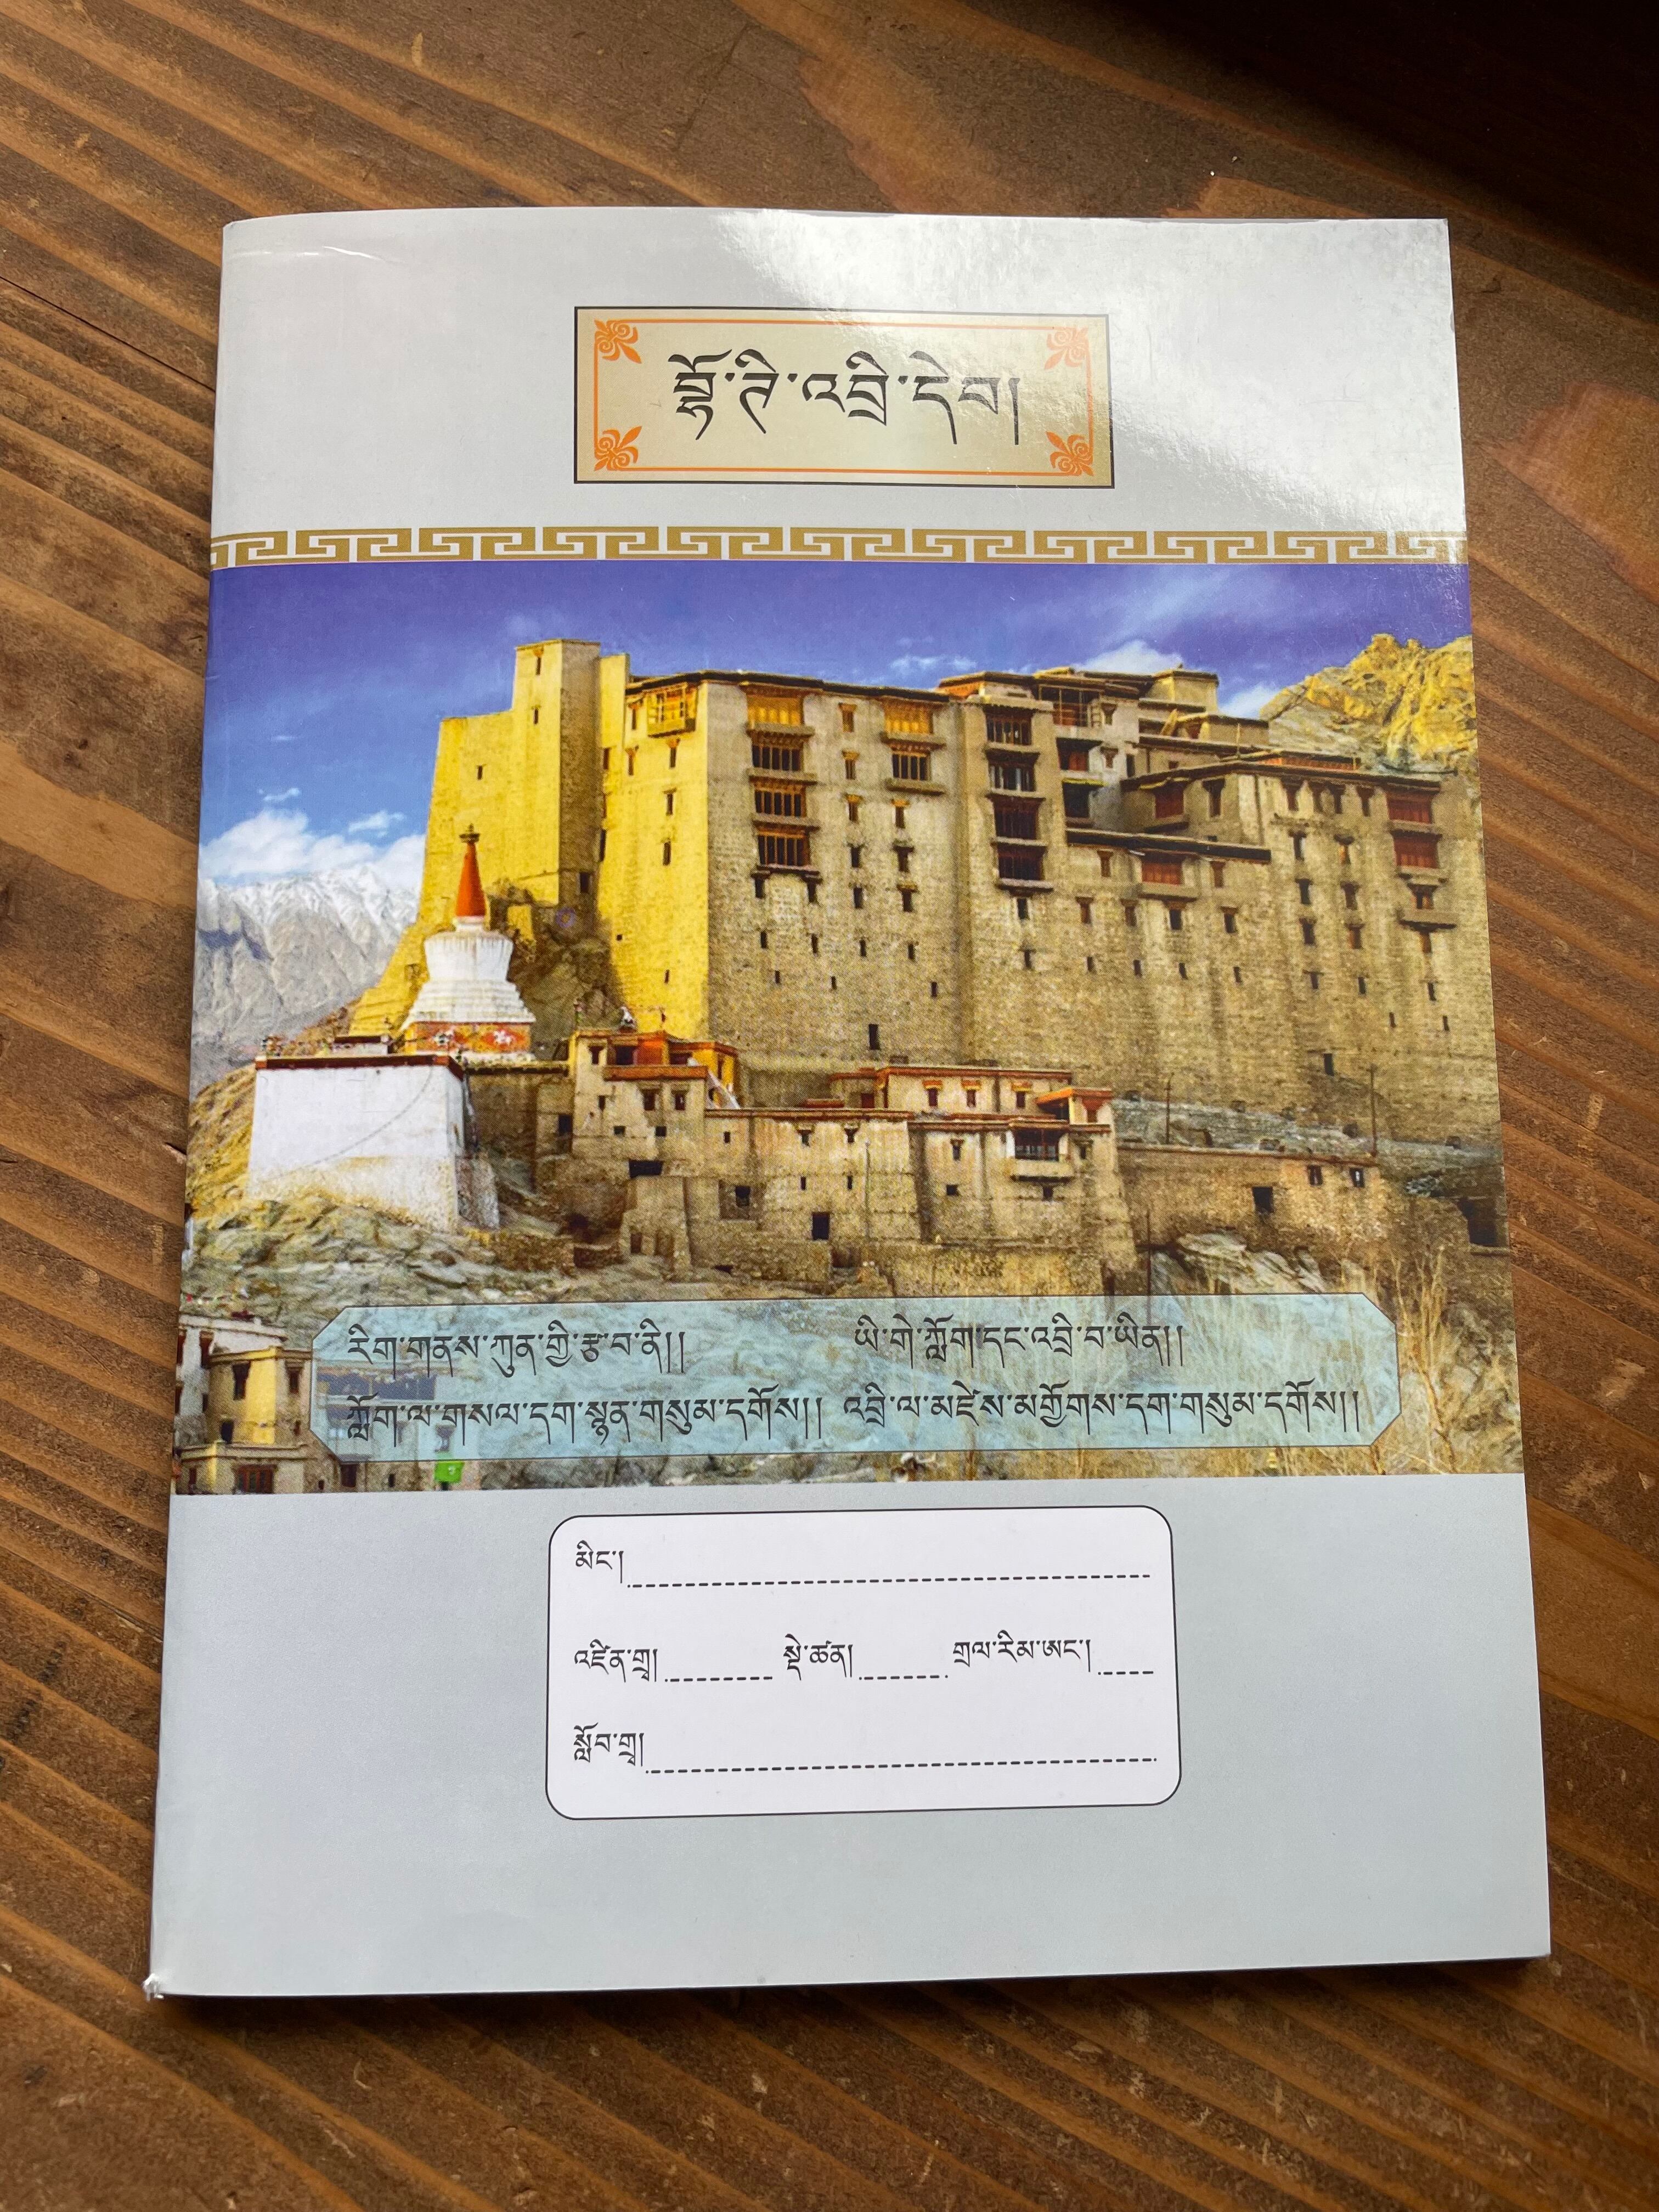 བྷོ་ཊི་འབྲི་དེབ།
རིག་གནས་ཀུན་གྱི་རྩ་བ་ནི།། ཡི་གེ་ཀློག་དང་འབྲི་བ་ཡིན།།
ཀློག་ལ་གསལ་དག་སྙན་གསུམ་དགོས།། འབྲི་ལ་མཛེས་མགྱོགས་དག་གསུམ་དགོས།།
མིང་།
འཛིན་གྲྭ། སྡེ་ཚན། གྲལ་རིམ་ཨང་།
སློབ་གྲྭ།